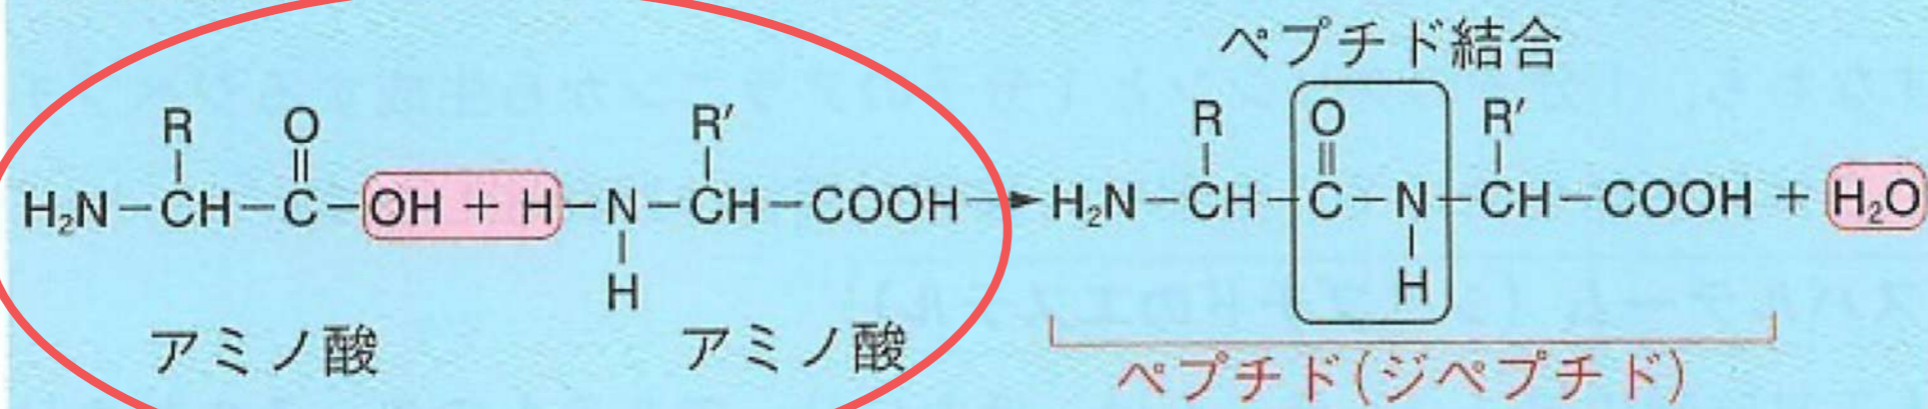 ペプチド結合
R O R′ R O R′
H₂N－CH－C－OH + H－N－CH－COOH → H₂N－CH－C－N－CH－COOH + H₂O
H H
アミノ酸 アミノ酸
ペプチド(ジペプチド)